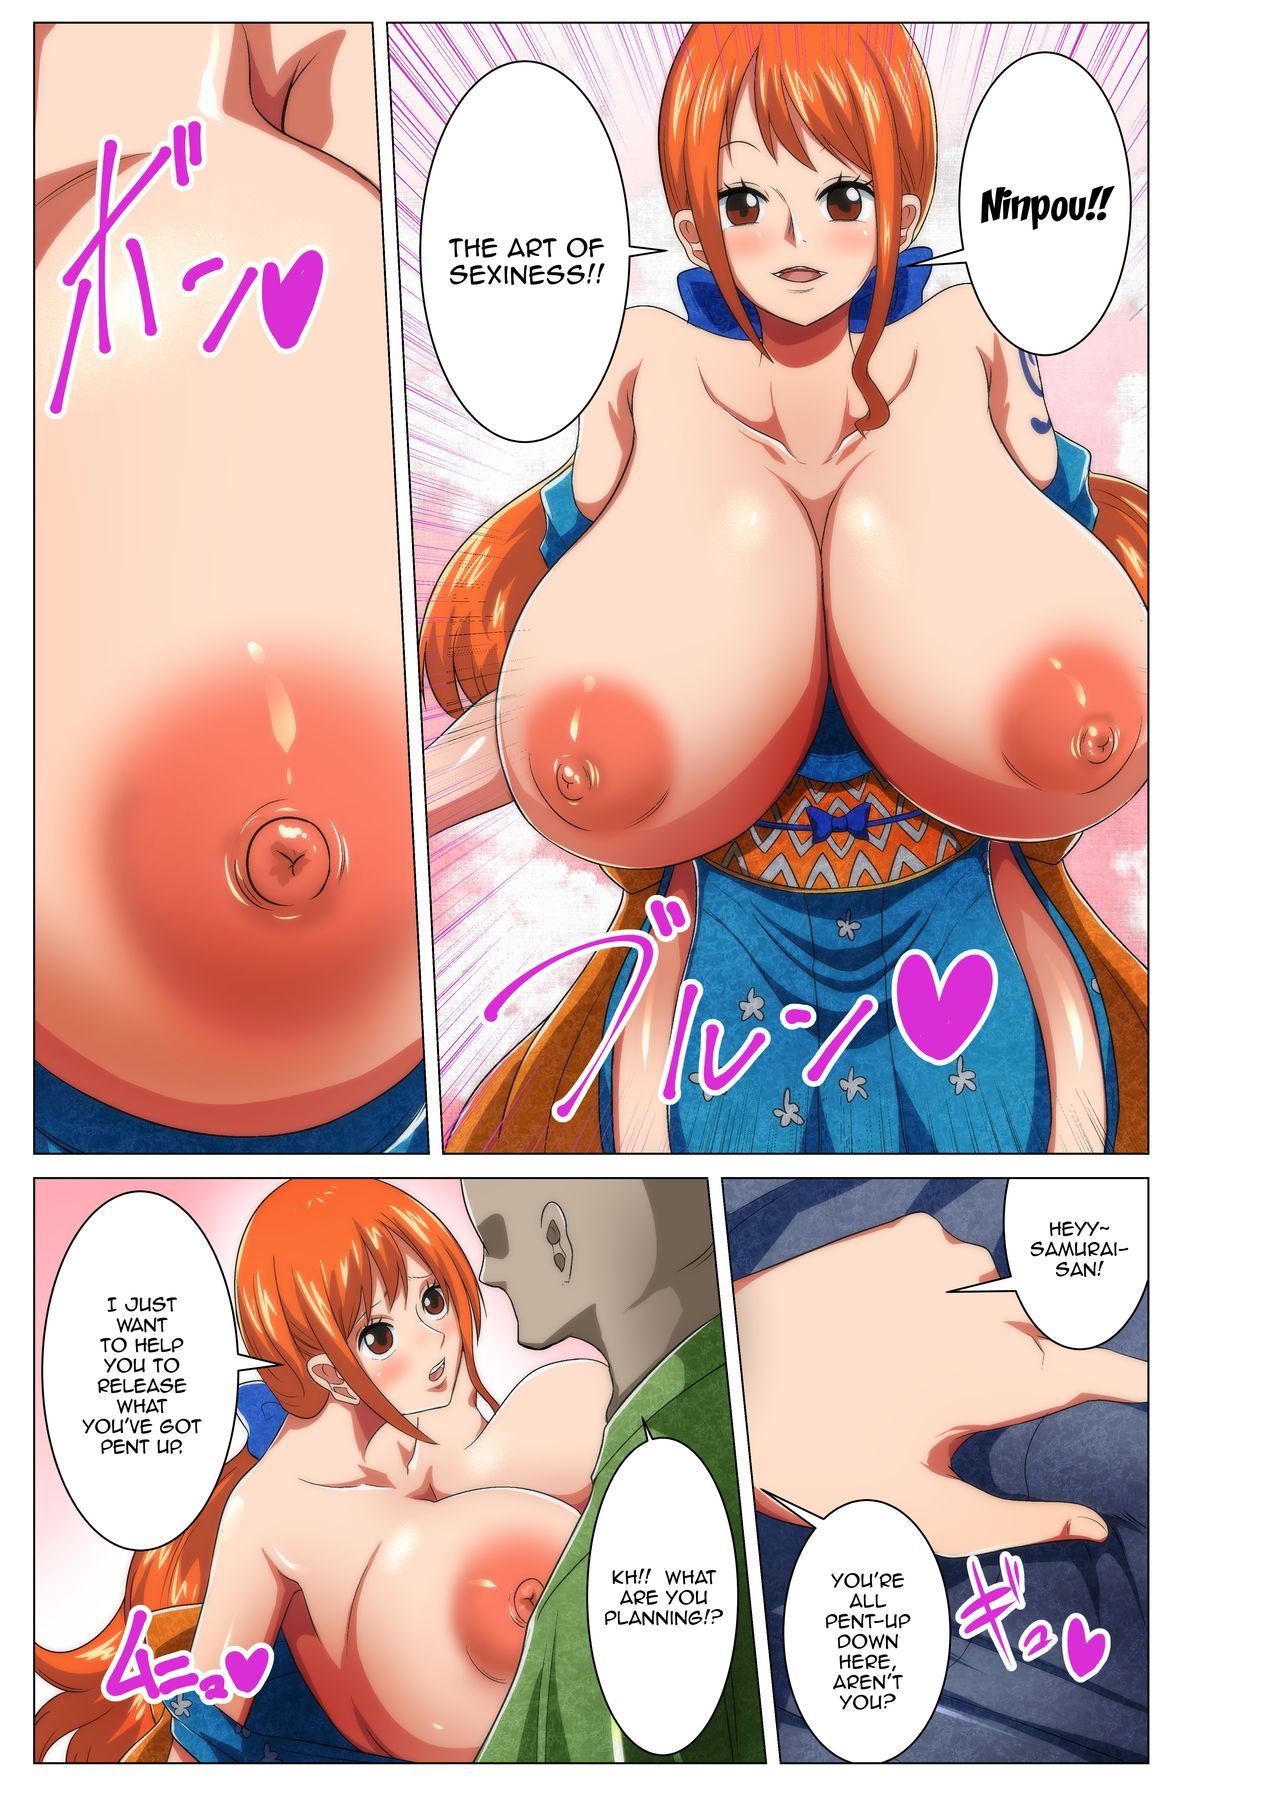 Ninpou!!
THE ART OF
SEXINESS!!
ブルン
ボン
HEYY~
SAMURAI-
SAN!
YOU'RE
ALL
PENT-UP
DOWN
HERE,
AREN'T
YOU?
ギュ
KH!! WHAT
ARE YOU
PLANNING!?
I JUST
WANT
TO HELP
YOU TO
RELEASE
WHAT
YOU'VE GOT
PENT UP.
ムニュ